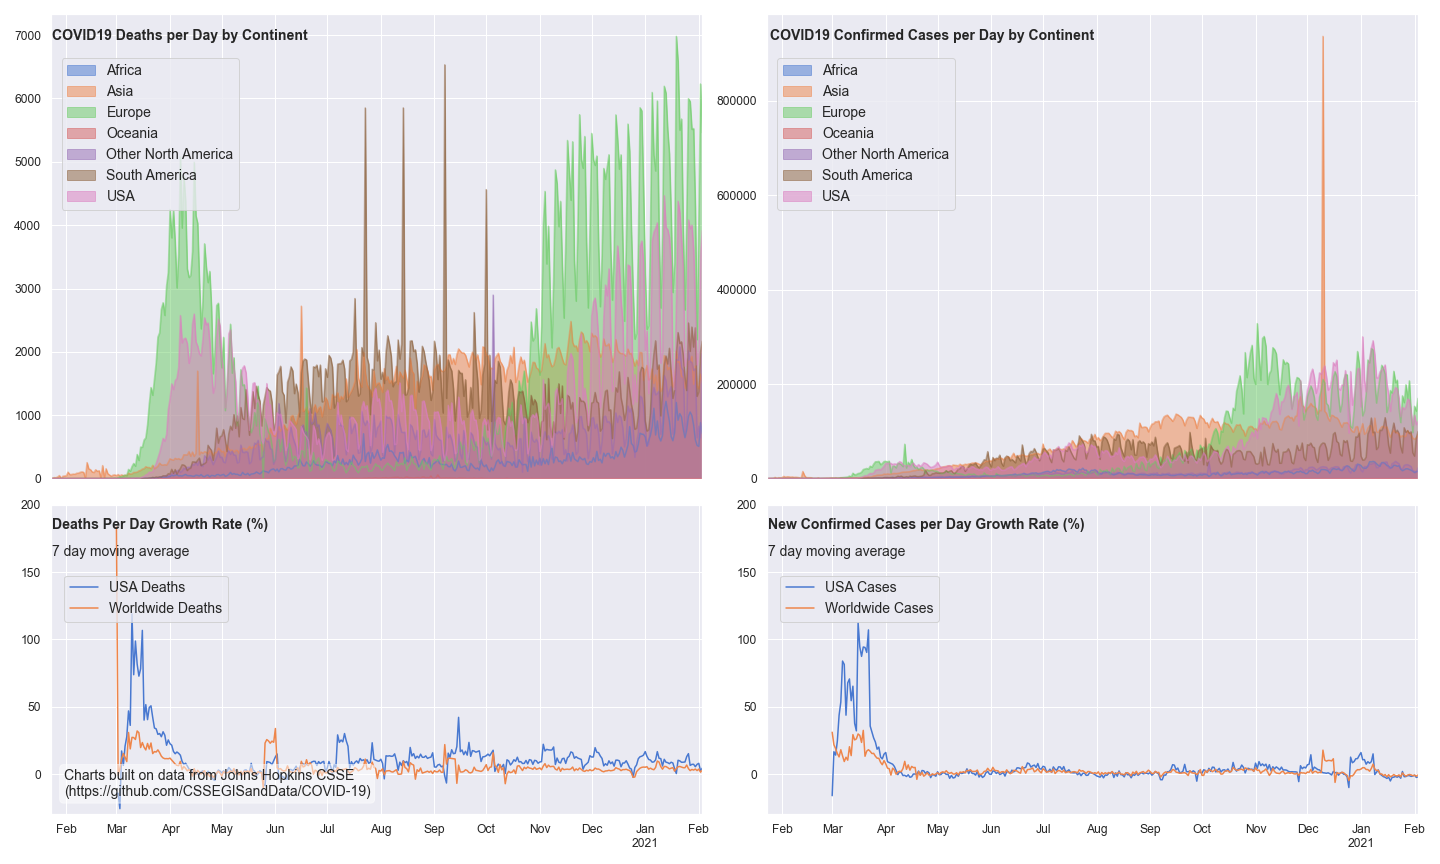 COVID19 Deaths per Day by Continent
Africa
Asia
Europe
Oceania
Other North America
South America
USA
7000
6000
5000
4000
3000
2000
1000
0
COVID19 Confirmed Cases per Day by Continent
Africa
Asia
Europe
Oceania
Other North America
South America
USA
800000
600000
400000
200000
0
Deaths Per Day Growth Rate (%)
7 day moving average
USA Deaths
Worldwide Deaths
200
150
100
50
0
Charts built on data from Johns Hopkins CSSE
(https://github.com/CSSEGISandData/COVID-19)
Feb Mar Apr May Jun Jul Aug Sep Oct Nov Dec Jan Feb
2021
New Confirmed Cases per Day Growth Rate (%)
7 day moving average
USA Cases
Worldwide Cases
200
150
100
50
0
Feb Mar Apr May Jun Jul Aug Sep Oct Nov Dec Jan Feb
2021